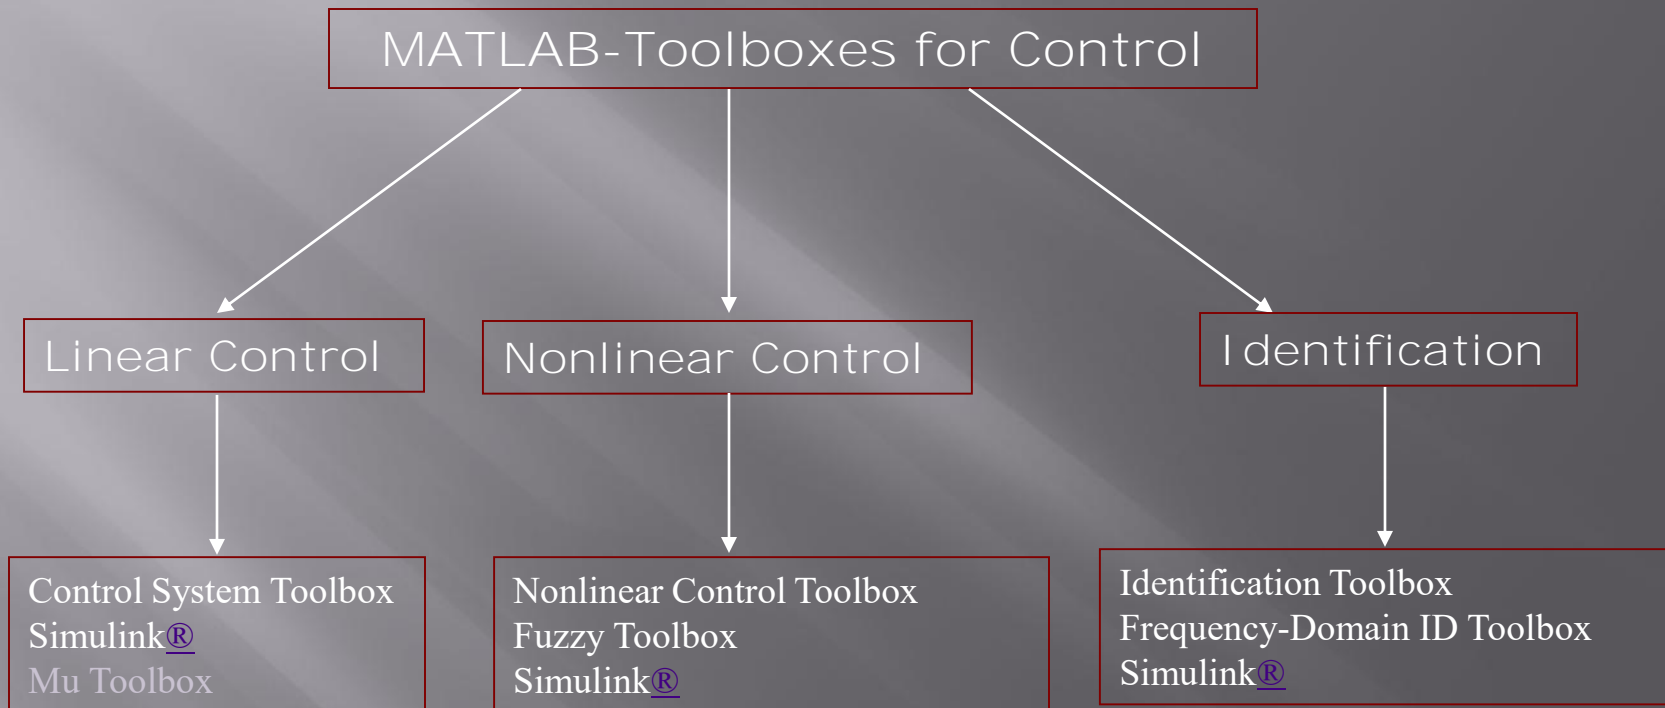 MATLAB-Toolboxes for Control
Linear Control
Nonlinear Control
Identification
Control System Toolbox
Simulink®
Mu Toolbox
Nonlinear Control Toolbox
Fuzzy Toolbox
Simulink®
Identification Toolbox
Frequency-Domain ID Toolbox
Simulink®